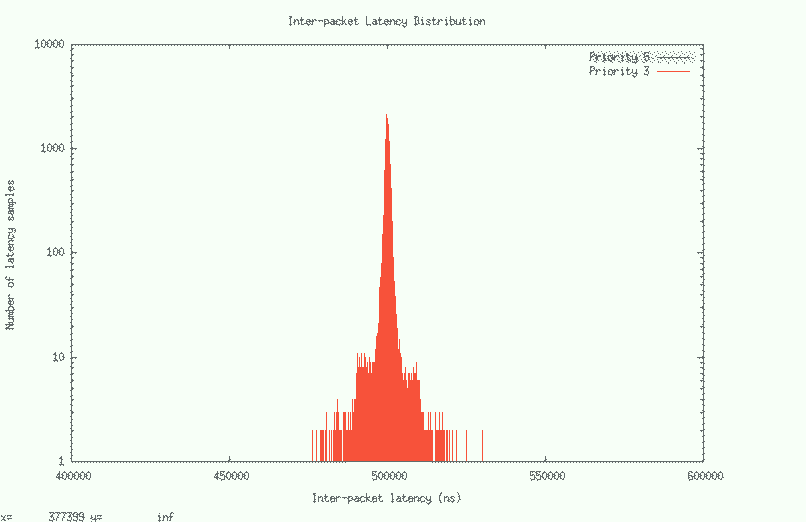 Inter-packet Latency Distribution
10000
1000
100
10
1
Number of latency samples
Priority 6
Priority 3
400000 450000 500000 550000 600000
Inter-packet latency (ns)
x= 377399 y= inf